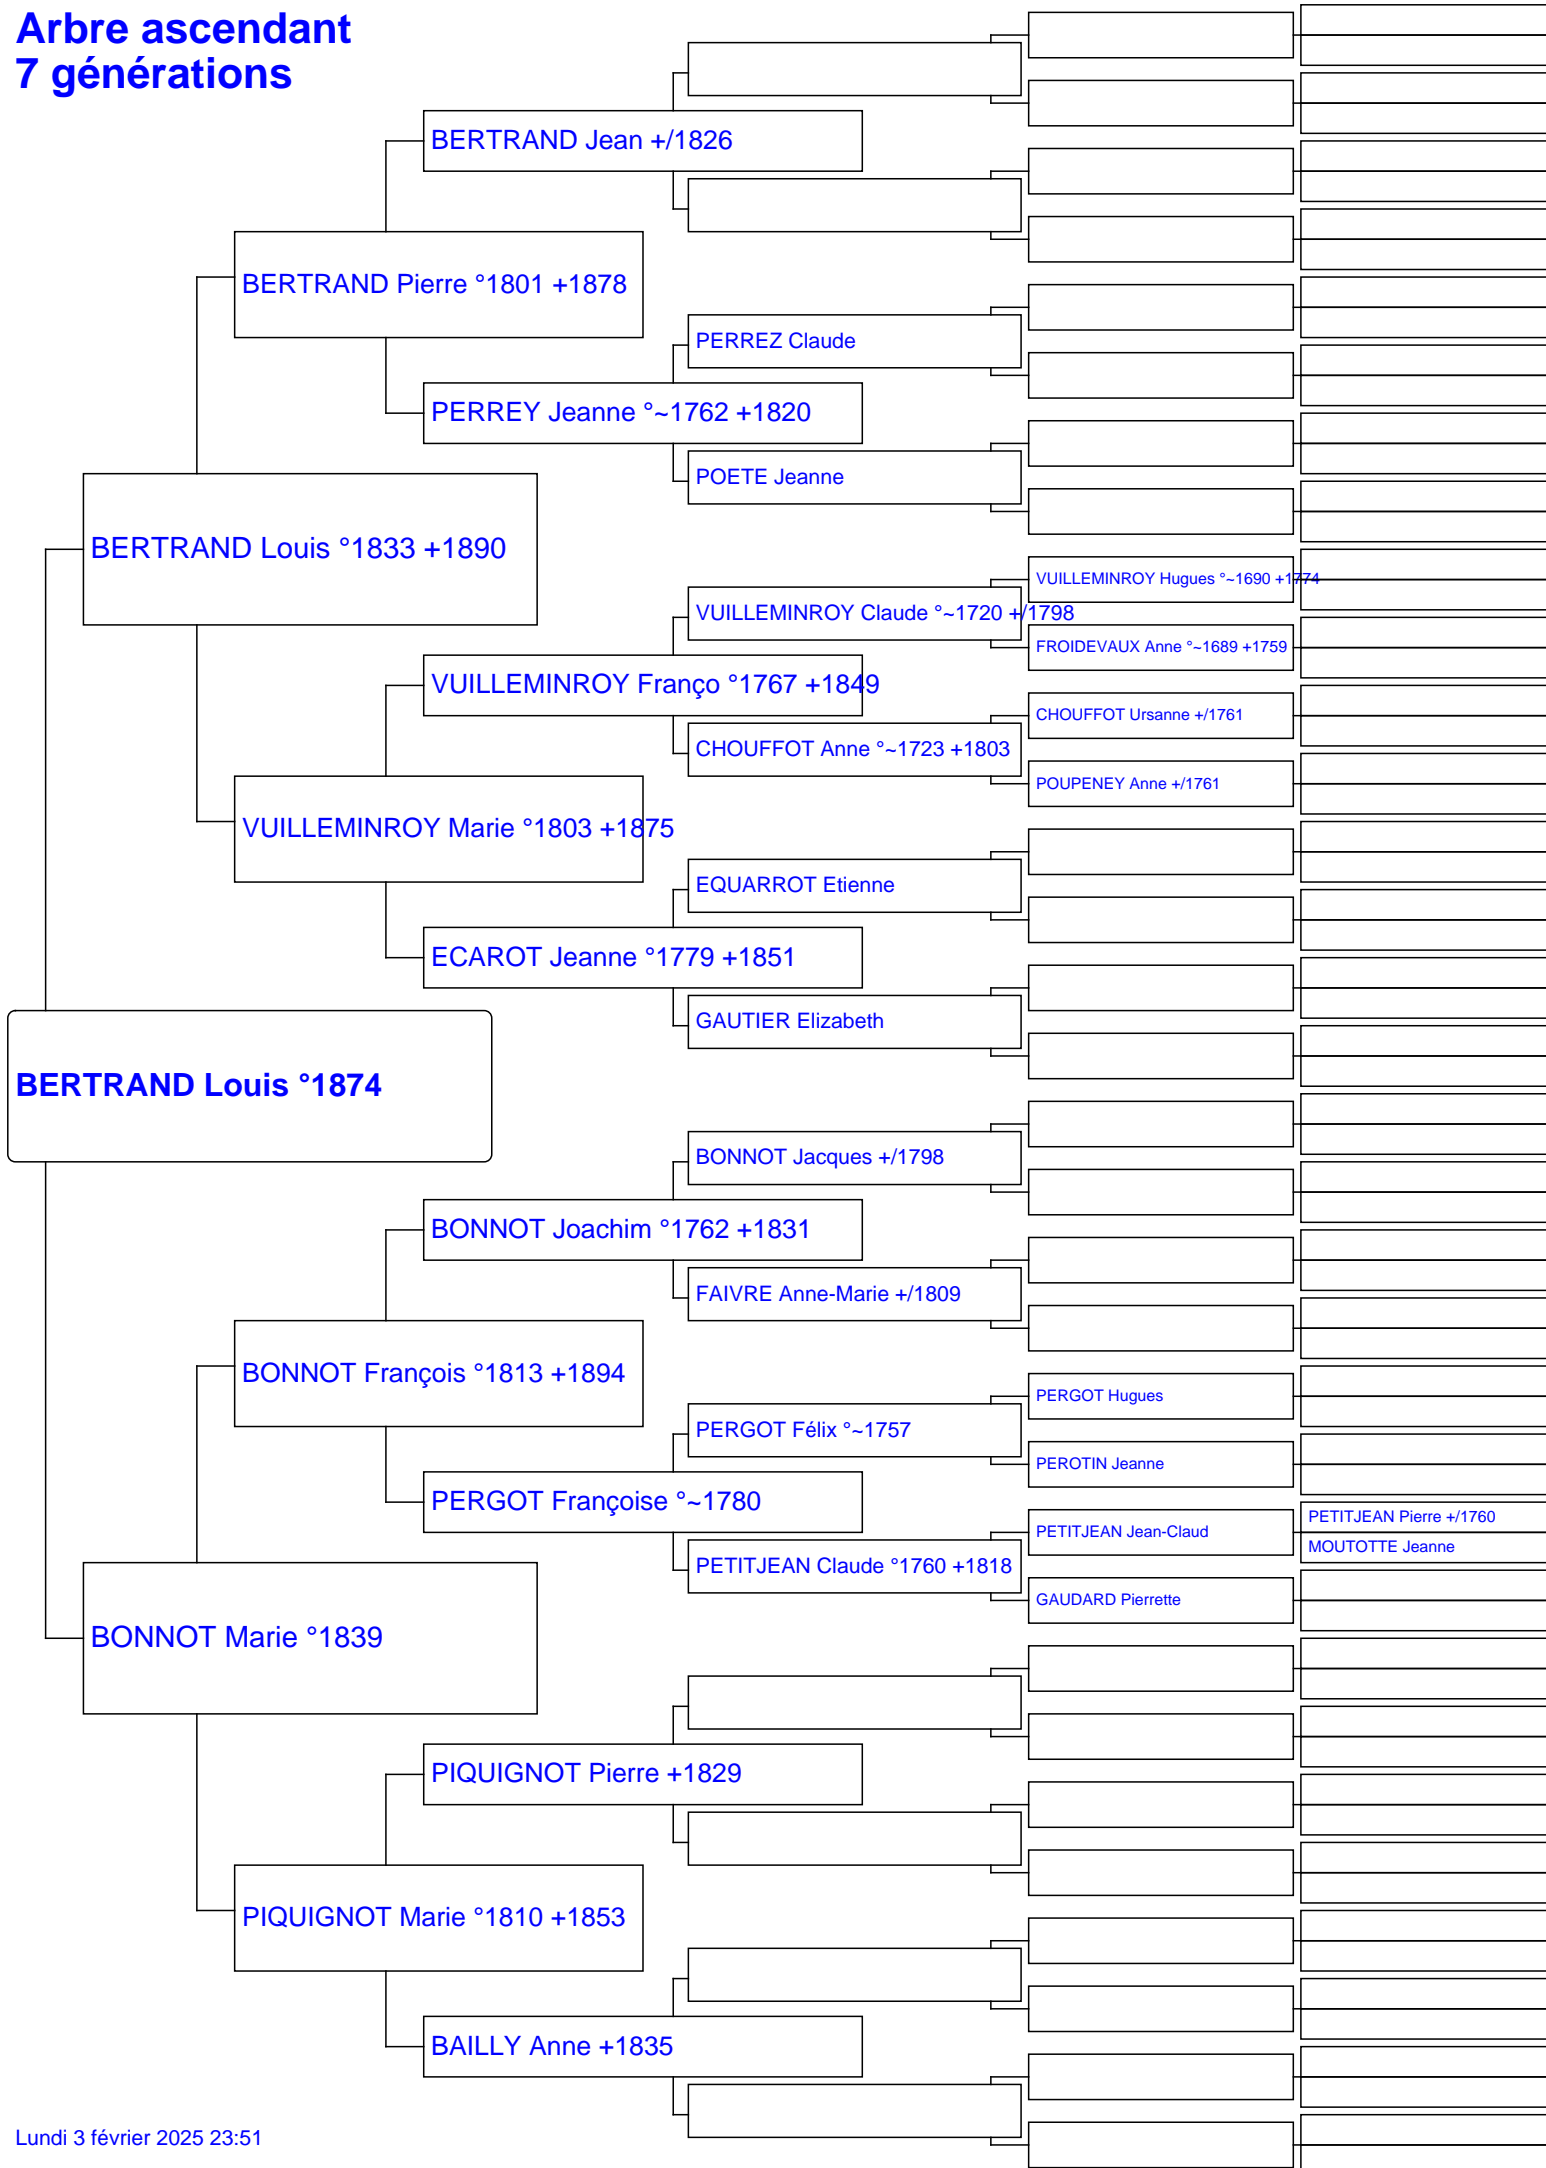 Arbre ascendant
7 générations
BERTRAND Jean +/1826
BERTRAND Pierre °1801 +1878
PERREZ Claude
PERREY Jeanne °~1762 +1820
POETE Jeanne
BERTRAND Louis °1833 +1890
VUILLEMINROY Hugues °~1690 +1774
VUILLEMINROY Claude °~1720 +/1798
FROIDEVAUX Anne °~1689 +1759
VUILLEMINROY Franço °1767 +1849
CHOUFFOT Ursanne +/1761
CHOUFFOT Anne °~1723 +1803
POUPENEY Anne +/1761
VUILLEMINROY Marie °1803 +1875
EQUARROT Etienne
ECAROT Jeanne °1779 +1851
GAUTIER Elizabeth
BERTRAND Louis °1874
BONNOT Jacques +/1798
BONNOT Joachim °1762 +1831
FAIVRE Anne-Marie +/1809
BONNOT François °1813 +1894
PERGOT Hugues
PERGOT Félix °~1757
PEROTIN Jeanne
PERGOT Françoise °~1780
PETITJEAN Pierre +/1760
PETITJEAN Jean-Claud
MOUTOTTE Jeanne
PETITJEAN Claude °1760 +1818
GAUDARD Pierrette
BONNOT Marie °1839
PIQUIGNOT Pierre +1829
PIQUIGNOT Marie °1810 +1853
BAILLY Anne +1835
Lundi 3 février 2025 23:51